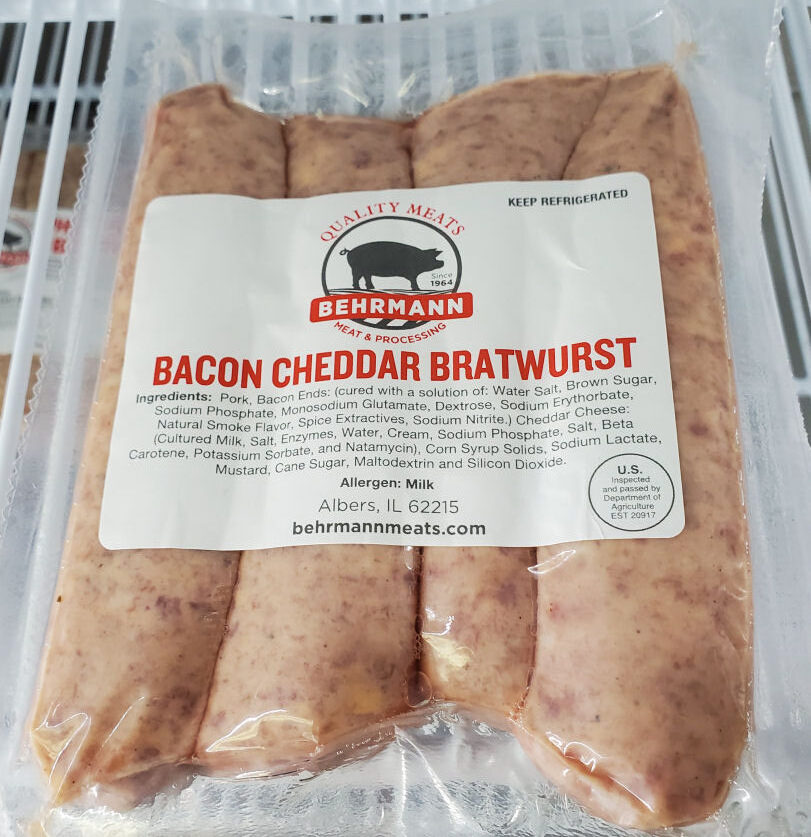 KEEP REFRIGERATED
QUALITY MEATS
Since
1964
BEHRMANN
MEAT & PROCESSING
BACON CHEDDAR BRATWURST
Ingredients: Pork, Bacon Ends: (cured with a solution of: Water Salt, Brown Sugar,
Sodium Phosphate, Monosodium Glutamate, Dextrose, Sodium Erythorbate,
Natural Smoke Flavor, Spice Extractives, Sodium Nitrite.) Cheddar Cheese:
(Cultured Milk, Salt, Enzymes, Water, Cream, Sodium Phosphate, Salt, Beta
Carotene, Potassium Sorbate, and Natamycin), Corn Syrup Solids, Sodium Lactate,
Mustard, Cane Sugar, Maltodextrin and Silicon Dioxide.
Allergen: Milk
Albers, IL 62215
behrmannmeats.com
U.S.
Inspected
and passed by
Department of
Agriculture
EST 20917